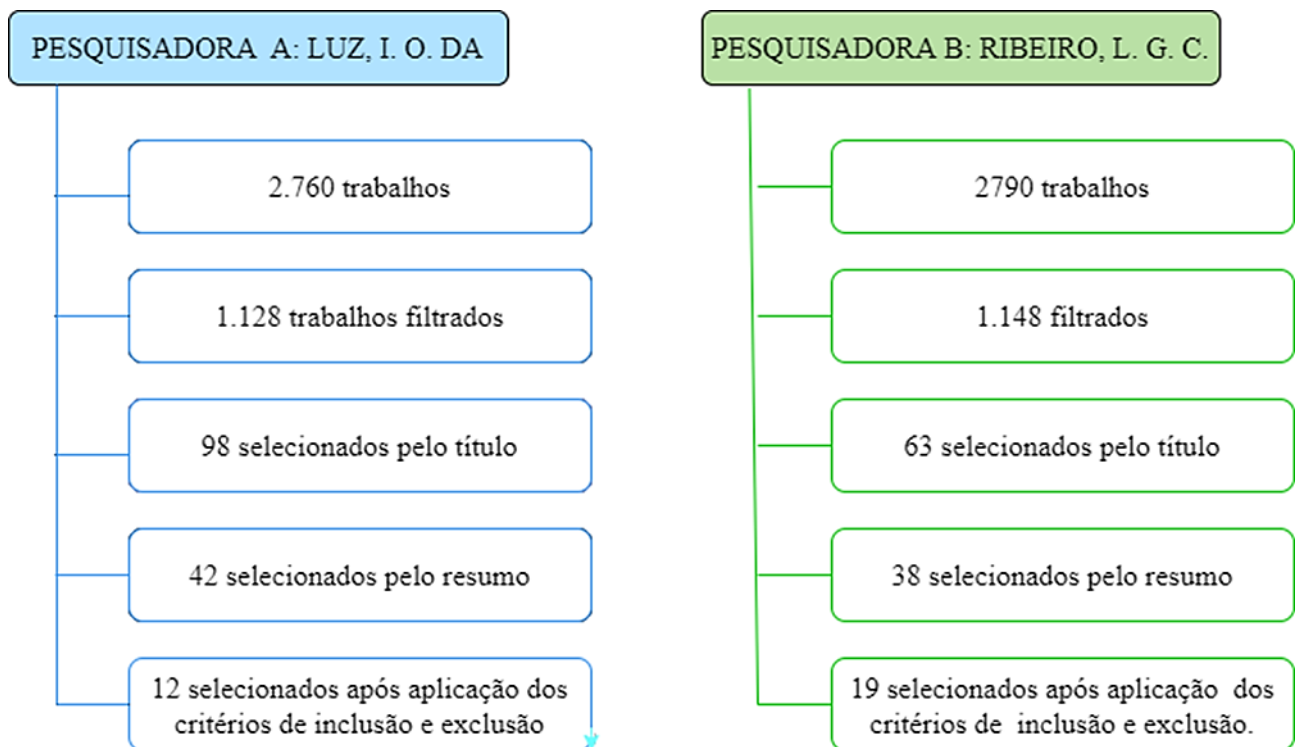 PESQUISADORA A: LUZ, I. O. DA
2.760 trabalhos
1.128 trabalhos filtrados
98 selecionados pelo título
42 selecionados pelo resumo
12 selecionados após aplicação dos
critérios de inclusão e exclusão
PESQUISADORA B: RIBEIRO, L. G. C.
2790 trabalhos
1.148 filtrados
63 selecionados pelo título
38 selecionados pelo resumo
19 selecionados após aplicação dos
critérios de inclusão e exclusão.